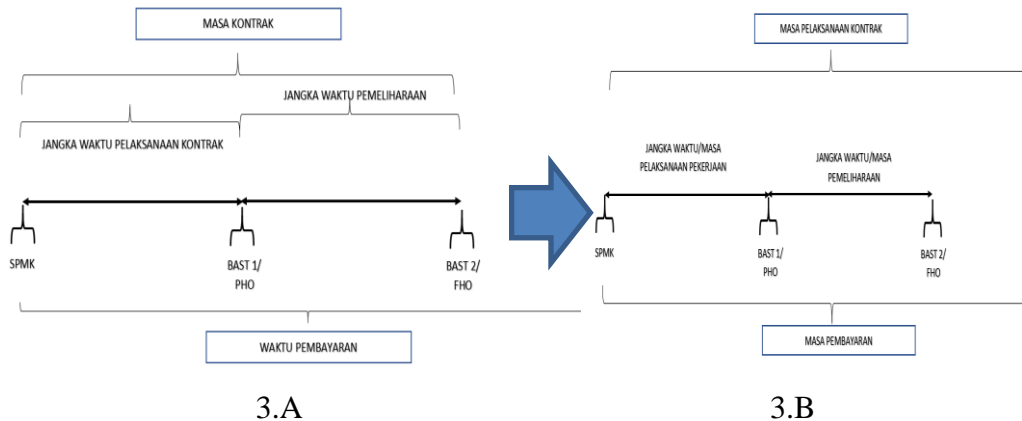 MASA KONTRAK
JANGKA WAKTU PEMELIHARAAN
JANGKA WAKTU PELAKSANAAN KONTRAK
SPMK
BAST 1/
PHO
BAST 2/
FHO
WAKTU PEMBAYARAN
3.A
MASA PELAKSANAAN KONTRAK
JANGKA WAKTU/MASA
PELAKSANAAN PEKERJAAN
JANGKA WAKTU/MASA
PEMELIHARAAN
SPMK
BAST 1/
PHO
BAST 2/
FHO
MASA PEMBAYARAN
3.B